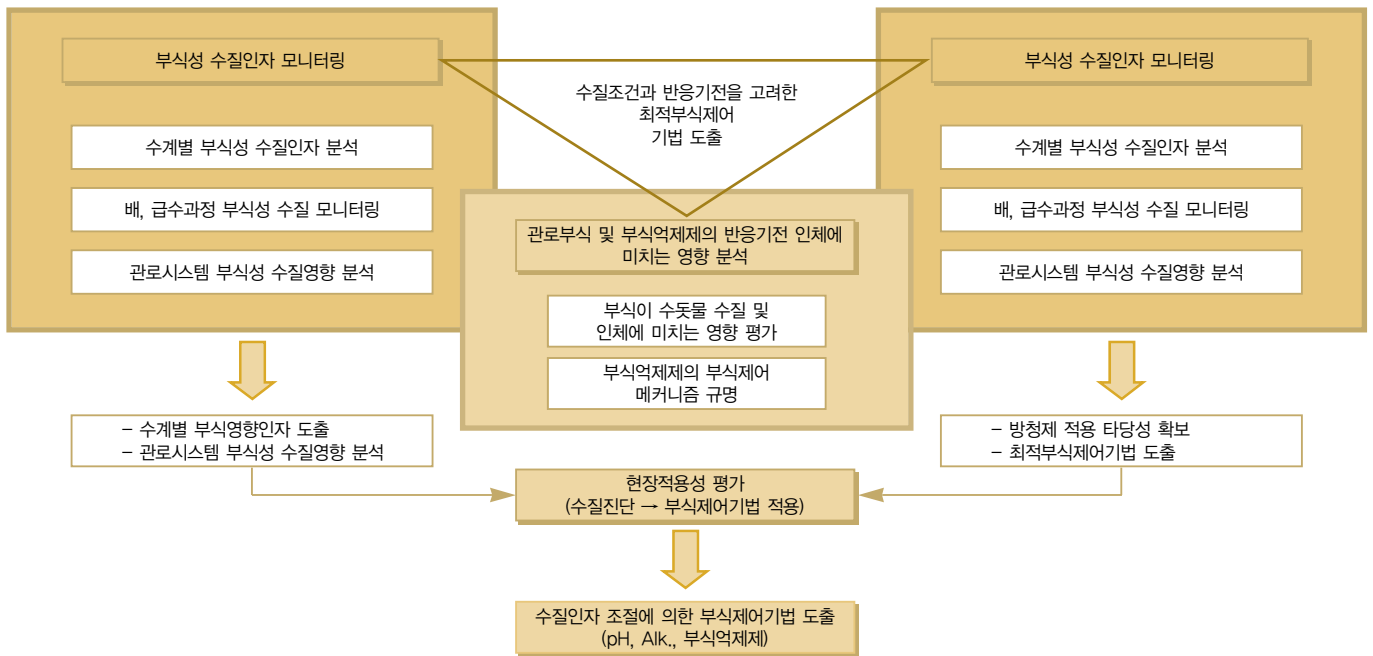 부식성 수질인자 모니터링
수계별 부식성 수질인자 분석
배, 급수과정 부식성 수질 모니터링
관로시스템 부식성 수질영향 분석
- 수계별 부식영향인자 도출
- 관로시스템 부식성 수질영향 분석
수질조건과 반응기전을 고려한
최적부식제어
기법 도출
관로부식 및 부식억제제의 반응기전 인체에
미치는 영향 분석
부식이 수돗물 수질 및
인체에 미치는 영향 평가
부식억제제의 부식제어
메커니즘 규명
부식성 수질인자 모니터링
수계별 부식성 수질인자 분석
배, 급수과정 부식성 수질 모니터링
관로시스템 부식성 수질영향 분석
- 방청제 적용 타당성 확보
- 최적부식제어기법 도출
현장적용성 평가
(수질진단 → 부식제어기법 적용)
수질인자 조절에 의한 부식제어기법 도출
(pH, Alk., 부식억제제)